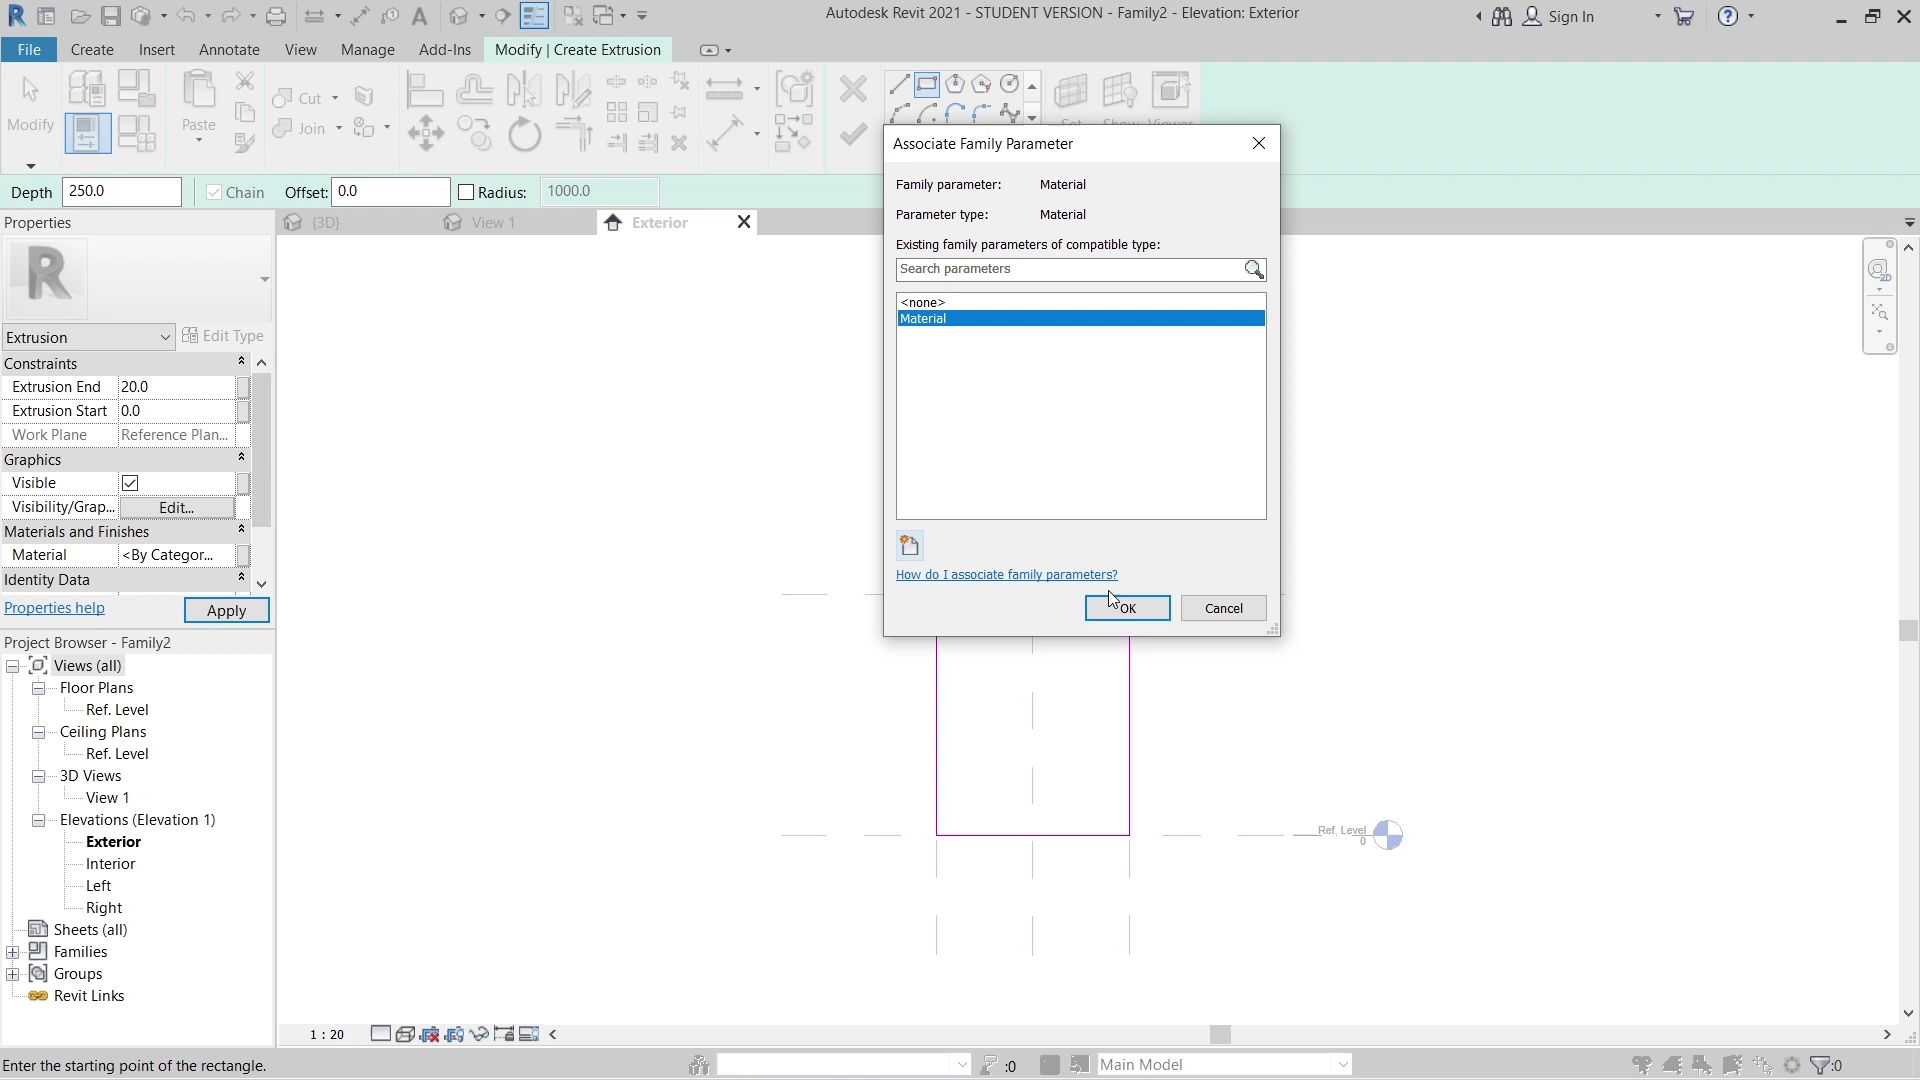 Autodesk Revit 2021 - STUDENT VERSION - Family2 - Elevation: Exterior
Sign In
File Create Insert Annotate View Manage Add-Ins Modify | Create Extrusion
Modify
Paste
Cut
Join
Depth 250.0 Chain Offset: 0.0 Radius: 1000.0
Properties
{3D} View 1 Exterior
Extrusion Edit Type
Constraints
Extrusion End 20.0
Extrusion Start 0.0
Work Plane Reference Plan...
Graphics
Visible
Visibility/Grap... Edit...
Materials and Finishes
Material <By Categor...
Identity Data
Properties help Apply
Project Browser - Family2
Views (all)
Floor Plans
Ref. Level
Ceiling Plans
Ref. Level
3D Views
View 1
Elevations (Elevation 1)
Exterior
Interior
Left
Right
Sheets (all)
Families
Groups
Revit Links
Associate Family Parameter
Family parameter: Material
Parameter type: Material
Existing family parameters of compatible type:
Search parameters
<none>
Material
How do I associate family parameters?
OK Cancel
Ref. Level
0
2D
1 : 20
Enter the starting point of the rectangle.
:0
Main Model
:0